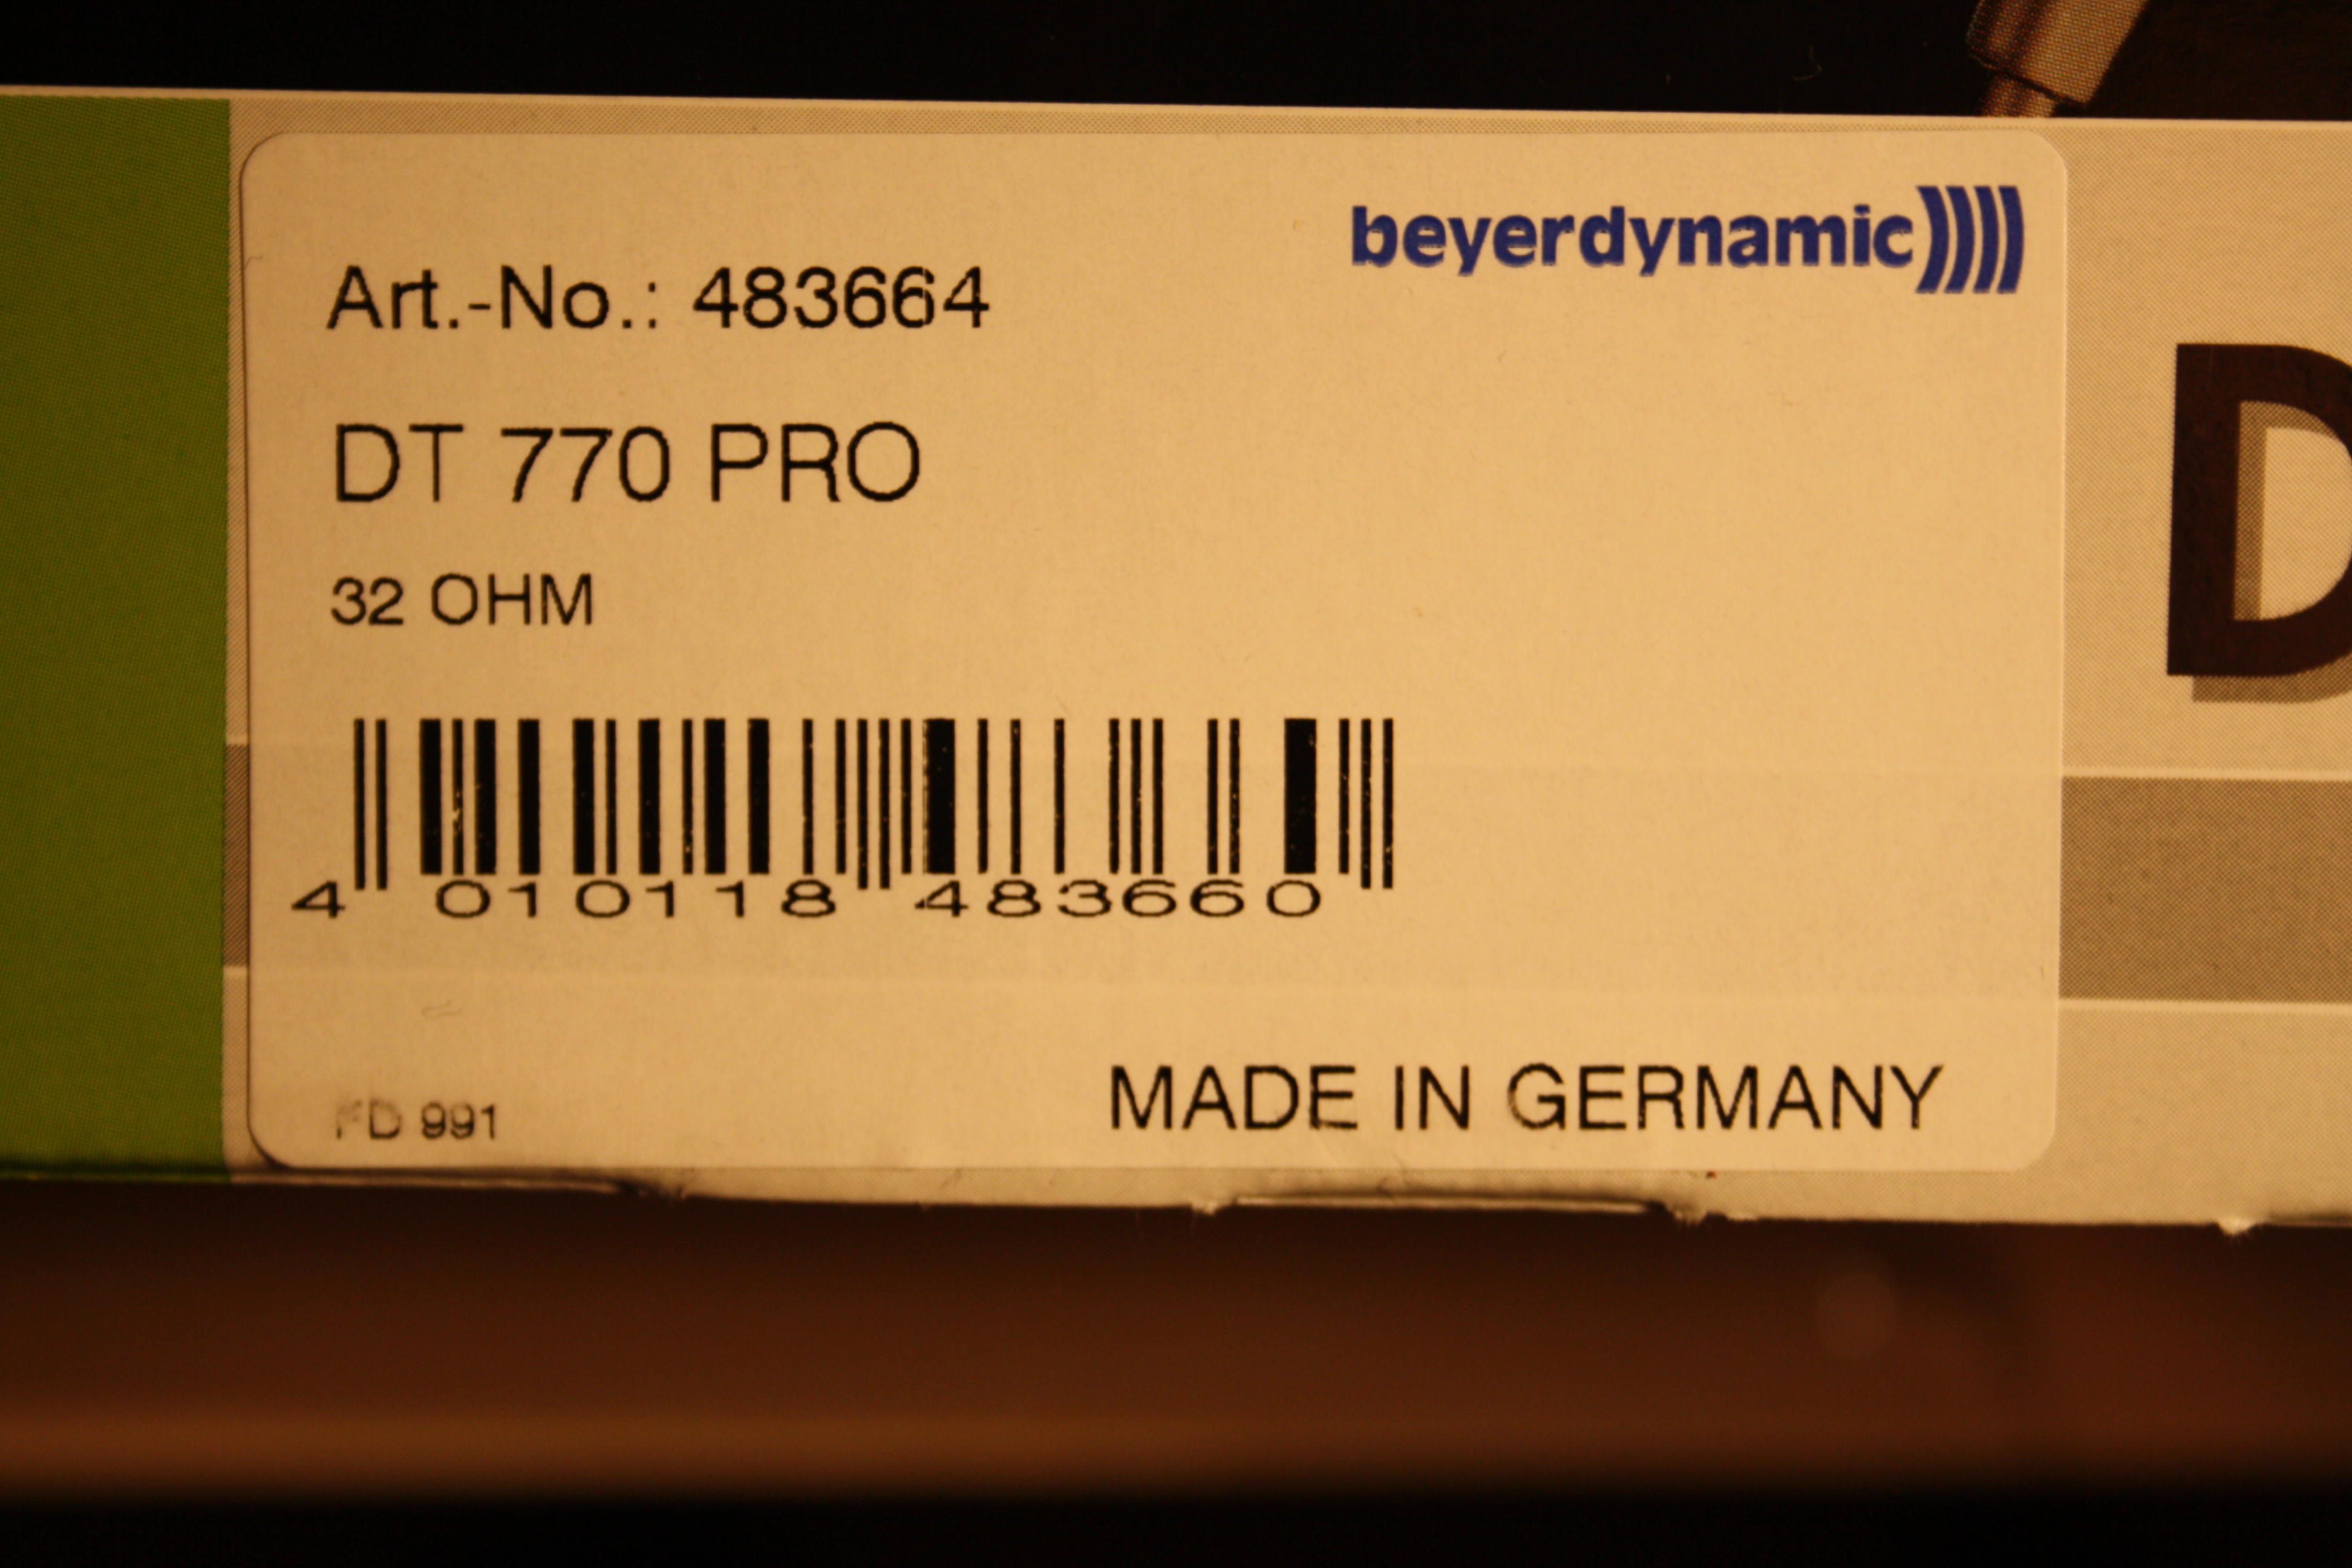 beyerdynamic
Art.-No.: 483664
DT 770 PRO
32 OHM
4 010118 483660
FD 991
MADE IN GERMANY
D